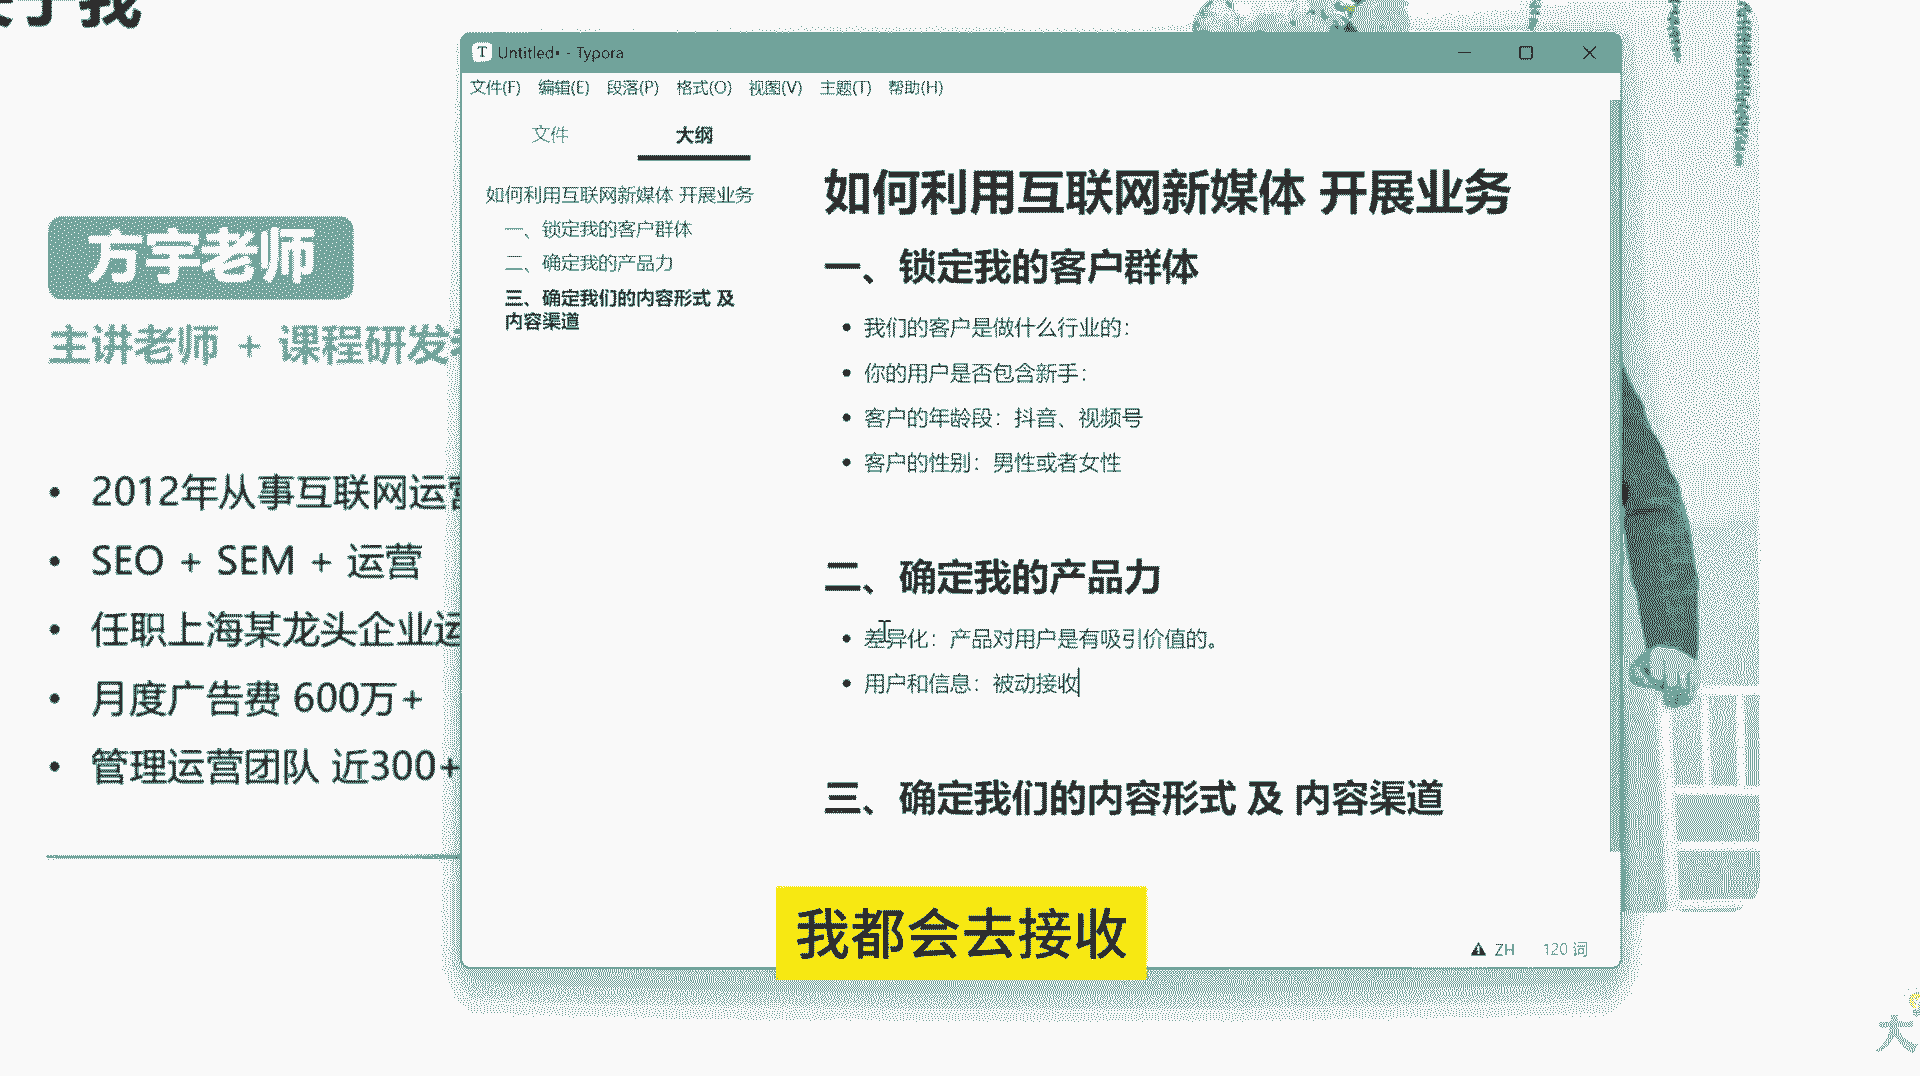 Untitled• - Typora
文件(F) 编辑(E) 段落(P) 格式(O) 视图(V) 主题(T) 帮助(H)
文件 大纲
如何利用互联网新媒体 开展业务
一、锁定我的客户群体
二、确定我的产品力
三、确定我们的内容形式 及
内容渠道
如何利用互联网新媒体 开展业务
一、锁定我的客户群体
• 我们的客户是做什么行业的：
• 你的用户是否包含新手：
• 客户的年龄段：抖音、视频号
• 客户的性别：男性或者女性
二、确定我的产品力
• 差异化：产品对用户是有吸引价值的。
• 用户和信息：被动接收
三、确定我们的内容形式 及 内容渠道
ZH 120 词
我
方宇老师
主讲老师 + 课程研发
• 2012年从事互联网运营
• SEO + SEM + 运营
• 任职上海某龙头企业运
• 月度广告费 600万+
• 管理运营团队 近300+
我都会去接收
大